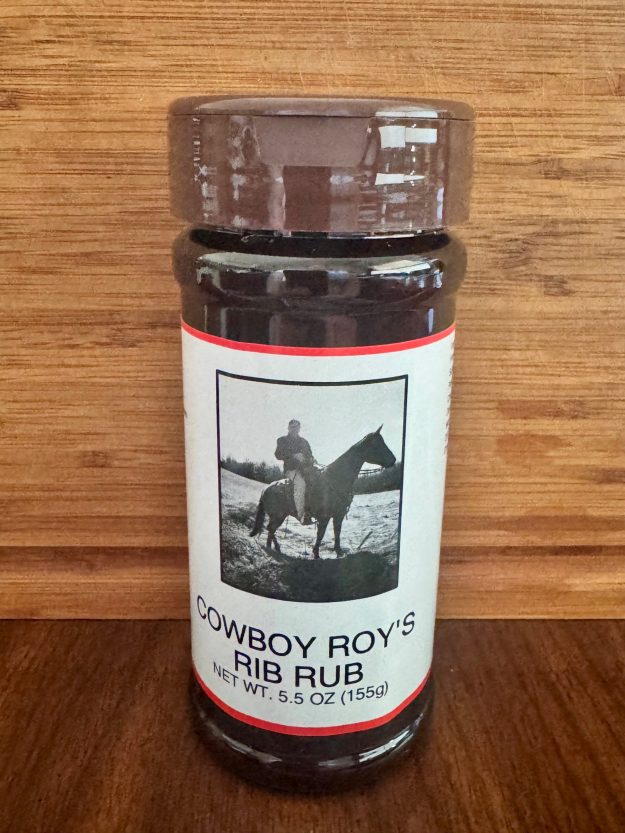 COWBOY ROY'S
RIB RUB
NET WT. 5.5 OZ (155g)